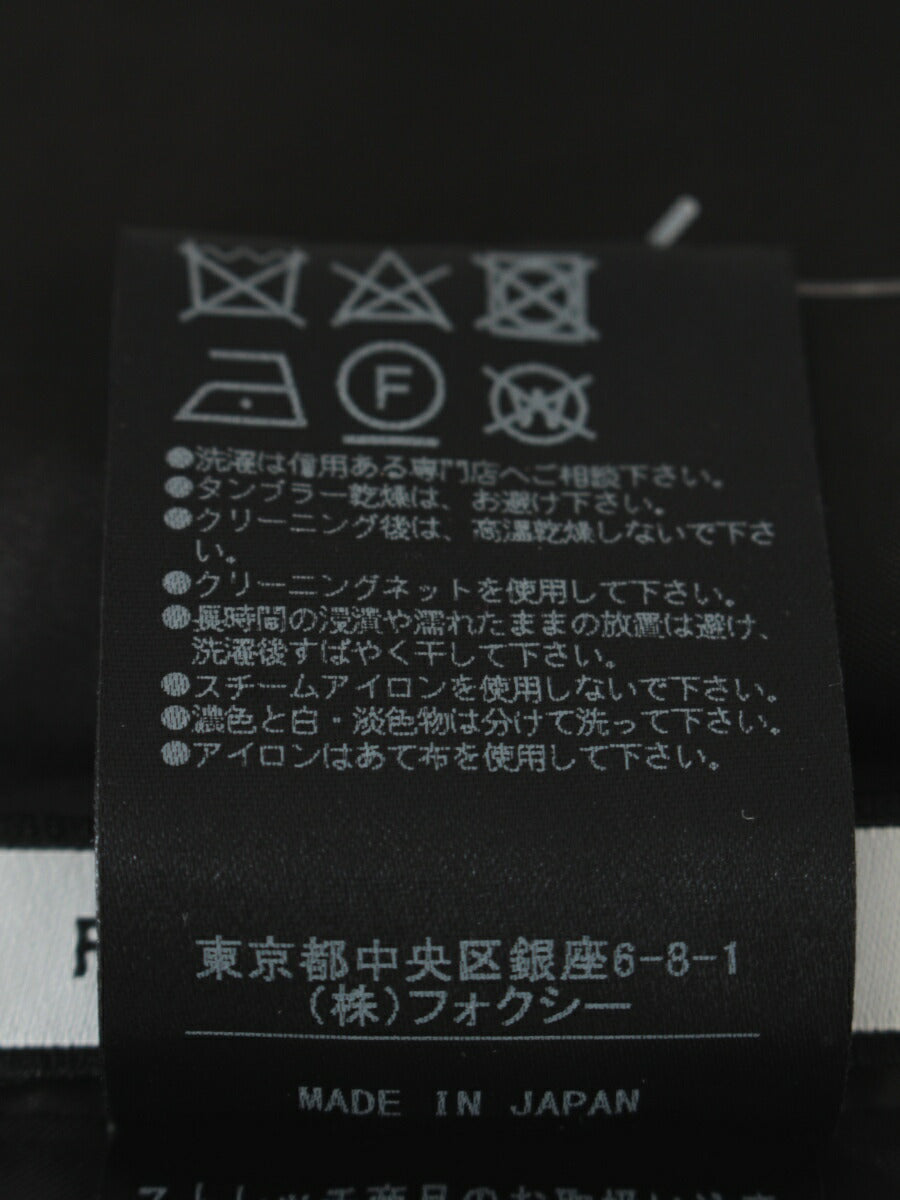 F
W
●洗濯は信用ある専門店へご相談下さい。
●タンブラー乾燥は、お避け下さい。
●クリーニング後は、高温乾燥しないで下さ
い。
●クリーニングネットを使用して下さい。
●長時間の浸漬や濡れたままの放置は避け、
洗濯後すばやく干して下さい。
●スチームアイロンを使用しないで下さい。
●濃色と白・淡色物は分けて洗って下さい。
●アイロンはあて布を使用して下さい。
東京都中央区銀座6-8-1
(株)フォクシー
MADE IN JAPAN